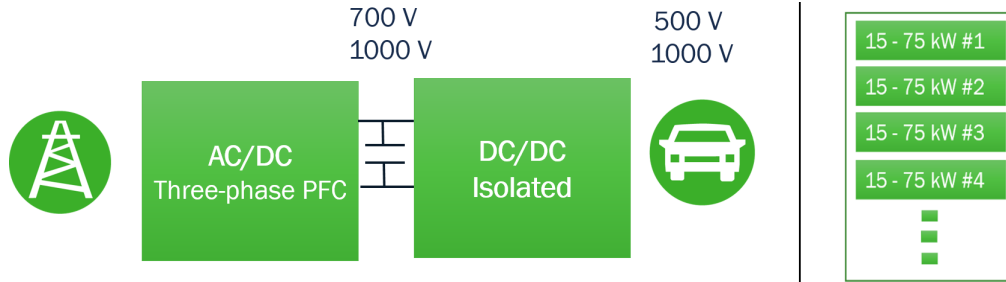 700 V
1000 V
500 V
1000 V
AC/DC
Three-phase PFC
DC/DC
Isolated
15 - 75 kW #1
15 - 75 kW #2
15 - 75 kW #3
15 - 75 kW #4